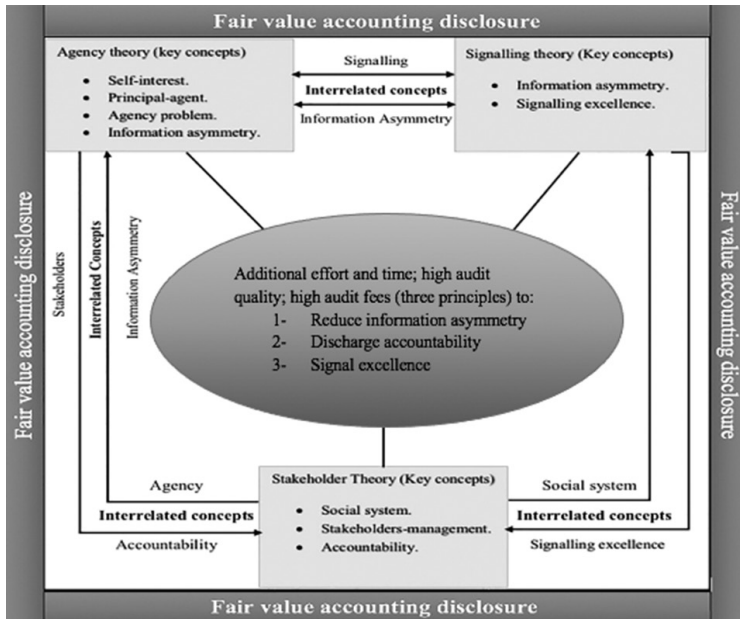 Fair value accounting disclosure
Agency theory (key concepts)
• Self-interest.
• Principal-agent.
• Agency problem.
• Information asymmetry.
Signalling
Interrelated concepts
Information Asymmetry
Signalling theory (Key concepts)
• Information asymmetry.
• Signalling excellence.
Fair value accounting disclosure
Stakeholders
Interrelated Concepts
Information Asymmetry
Additional effort and time; high audit
quality; high audit fees (three principles) to:
1- Reduce information asymmetry
2- Discharge accountability
3- Signal excellence
Fair value accounting disclosure
Agency
Interrelated concepts
Accountability
Stakeholder Theory (Key concepts)
• Social system.
• Stakeholders-management.
• Accountability.
Social system
Interrelated concepts
Signalling excellence
Fair value accounting disclosure